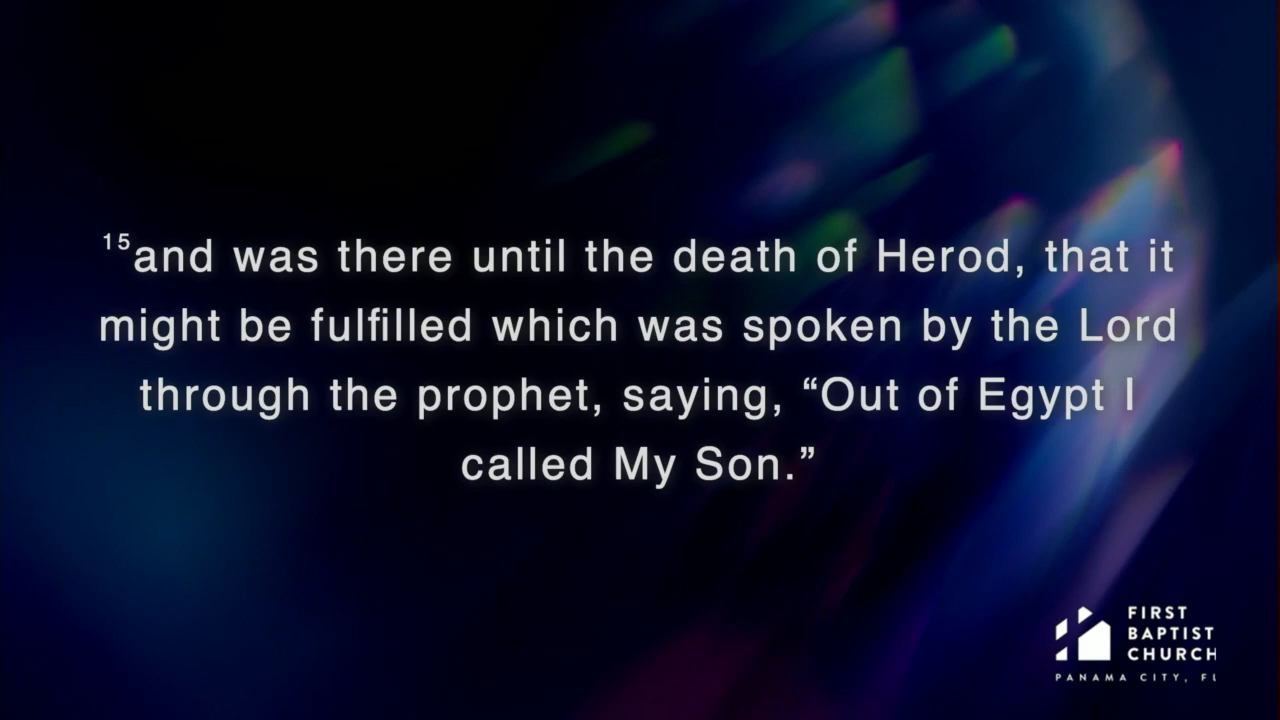 15and was there until the death of Herod, that it
might be fulfilled which was spoken by the Lord
through the prophet, saying, “Out of Egypt I
called My Son.”
FIRST
BAPTIST
CHURCH
PANAMA CITY, FL